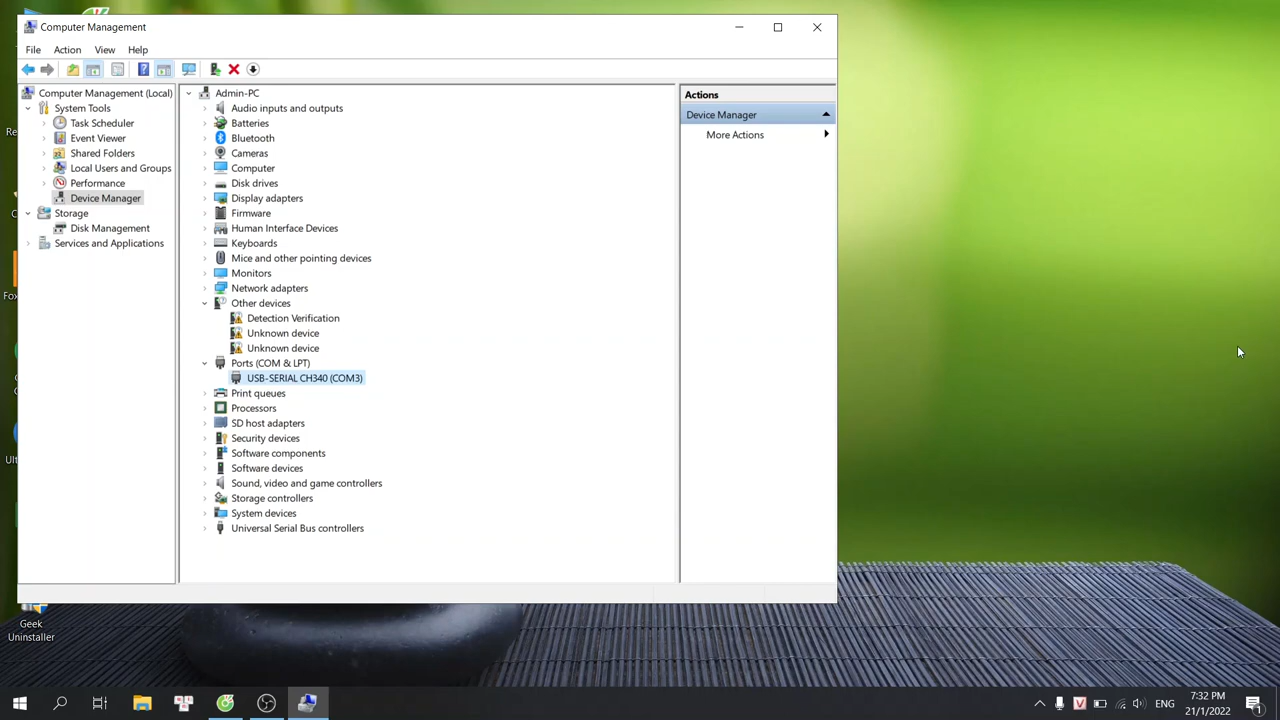 Computer Management
File Action View Help
Computer Management (Local)
System Tools
Task Scheduler
Event Viewer
Shared Folders
Local Users and Groups
Performance
Device Manager
Storage
Disk Management
Services and Applications
Admin-PC
Audio inputs and outputs
Batteries
Bluetooth
Cameras
Computer
Disk drives
Display adapters
Firmware
Human Interface Devices
Keyboards
Mice and other pointing devices
Monitors
Network adapters
Other devices
Detection Verification
Unknown device
Unknown device
Ports (COM & LPT)
USB-SERIAL CH340 (COM3)
Print queues
Processors
SD host adapters
Security devices
Software components
Software devices
Sound, video and game controllers
Storage controllers
System devices
Universal Serial Bus controllers
Actions
Device Manager
More Actions
Re
C
Fox
Ult
Geek
Uninstaller
V
ENG
7:32 PM
21/1/2022
1